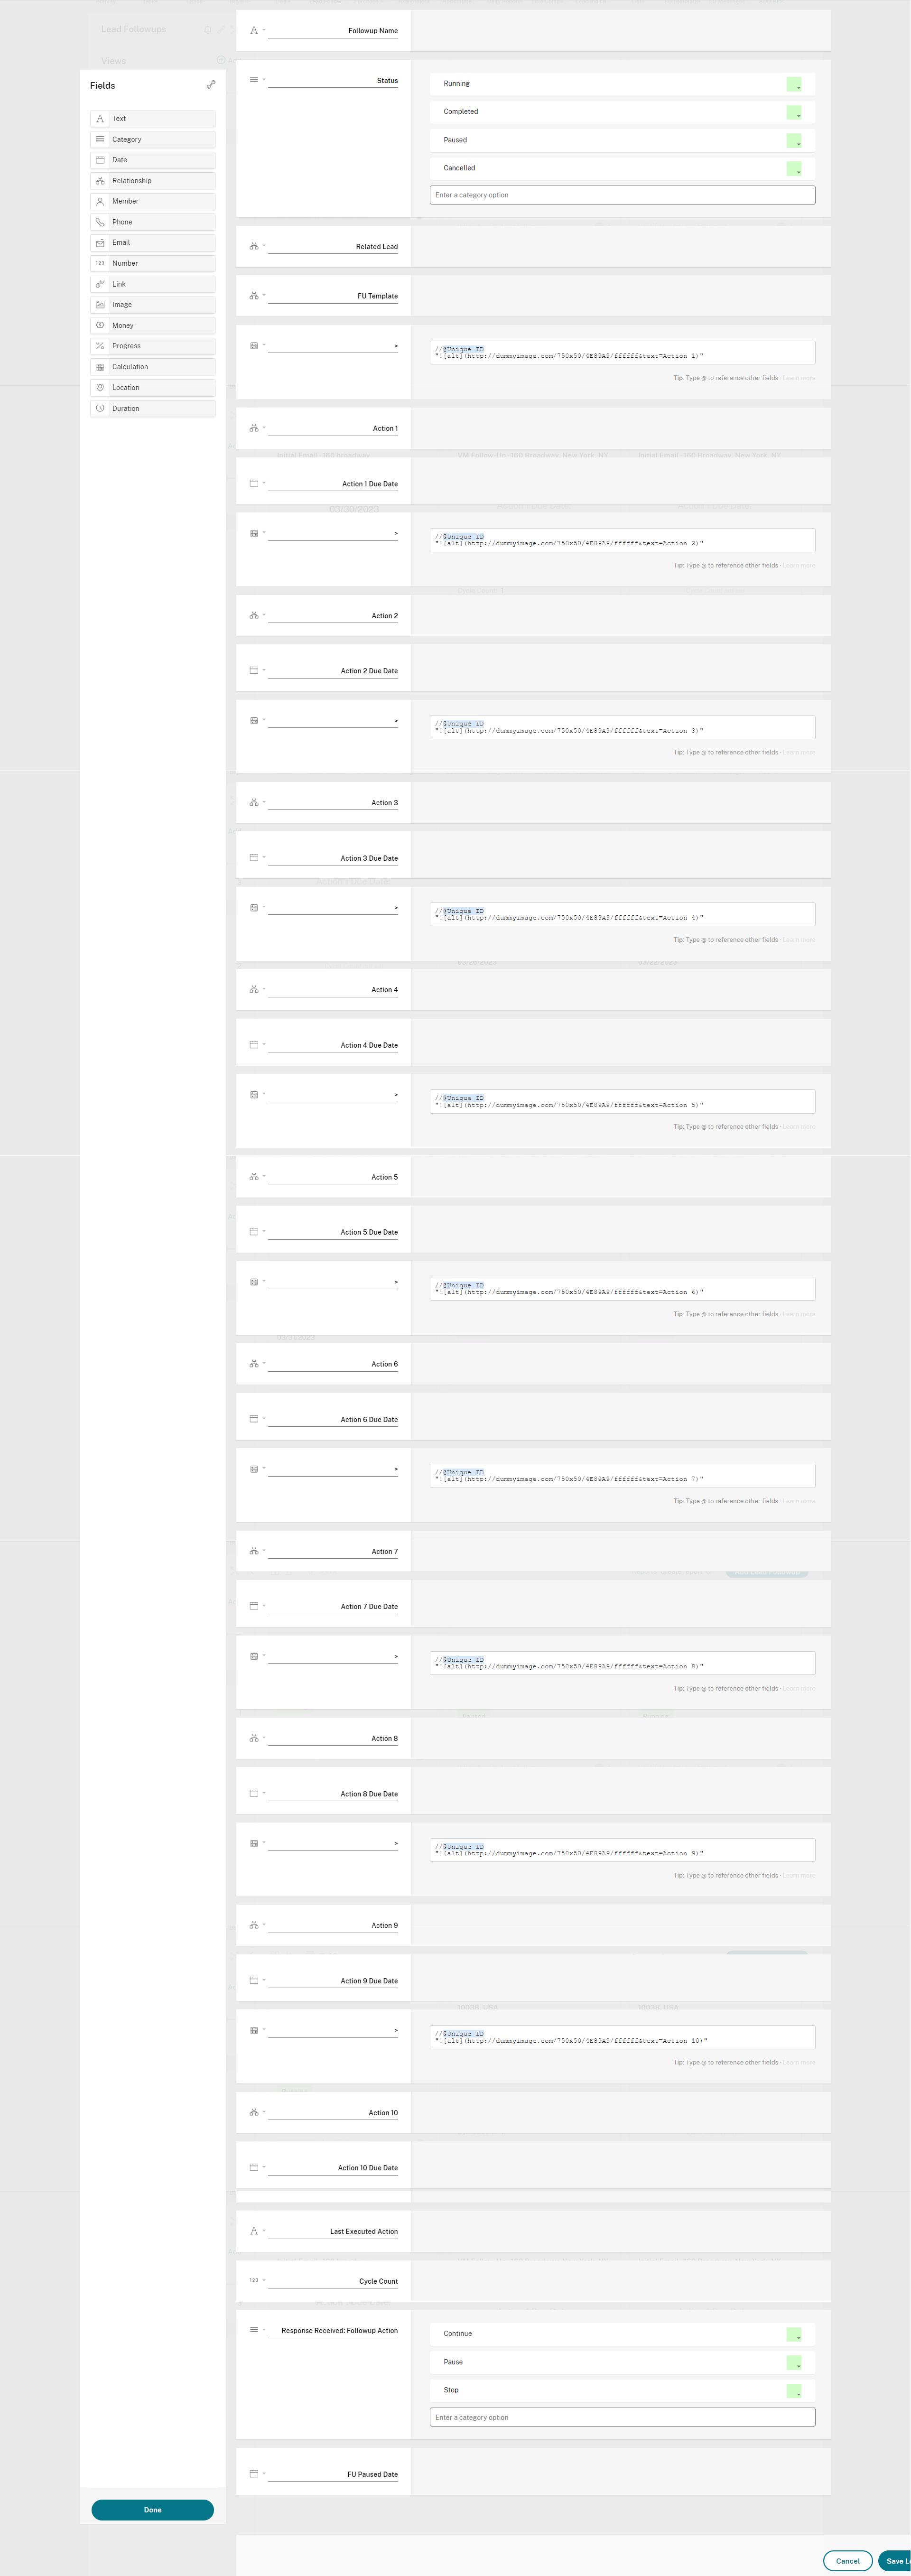 Lead Followups
Views
Fields
Text
Category
Date
Relationship
Member
Phone
Email
123 Number
Link
Image
Money
Progress
Calculation
Location
Duration
Done
Followup Name
Status
Running
Completed
Paused
Cancelled
Enter a category option
Related Lead
FU Template
>
//@Unique ID
"![alt](http://dummyimage.com/750x50/4E89A9/ffffff&text=Action 1)"
Tip: Type @ to reference other fields · Learn more
Action 1
Action 1 Due Date
03/30/2023
>
//@Unique ID
"![alt](http://dummyimage.com/750x50/4E89A9/ffffff&text=Action 2)"
Tip: Type @ to reference other fields · Learn more
Action 2
Action 2 Due Date
>
//@Unique ID
"![alt](http://dummyimage.com/750x50/4E89A9/ffffff&text=Action 3)"
Tip: Type @ to reference other fields · Learn more
Action 3
Action 3 Due Date
>
//@Unique ID
"![alt](http://dummyimage.com/750x50/4E89A9/ffffff&text=Action 4)"
Tip: Type @ to reference other fields · Learn more
Action 4
Action 4 Due Date
>
//@Unique ID
"![alt](http://dummyimage.com/750x50/4E89A9/ffffff&text=Action 5)"
Tip: Type @ to reference other fields · Learn more
Action 5
Action 5 Due Date
>
//@Unique ID
"![alt](http://dummyimage.com/750x50/4E89A9/ffffff&text=Action 6)"
Tip: Type @ to reference other fields · Learn more
Action 6
Action 6 Due Date
>
//@Unique ID
"![alt](http://dummyimage.com/750x50/4E89A9/ffffff&text=Action 7)"
Tip: Type @ to reference other fields · Learn more
Action 7
Action 7 Due Date
>
//@Unique ID
"![alt](http://dummyimage.com/750x50/4E89A9/ffffff&text=Action 8)"
Tip: Type @ to reference other fields · Learn more
Action 8
Action 8 Due Date
>
//@Unique ID
"![alt](http://dummyimage.com/750x50/4E89A9/ffffff&text=Action 9)"
Tip: Type @ to reference other fields · Learn more
Action 9
Action 9 Due Date
>
//@Unique ID
"![alt](http://dummyimage.com/750x50/4E89A9/ffffff&text=Action 10)"
Tip: Type @ to reference other fields · Learn more
Action 10
Action 10 Due Date
Last Executed Action
123 Cycle Count
Response Received: Followup Action
Continue
Pause
Stop
Enter a category option
FU Paused Date
Cancel
Save L